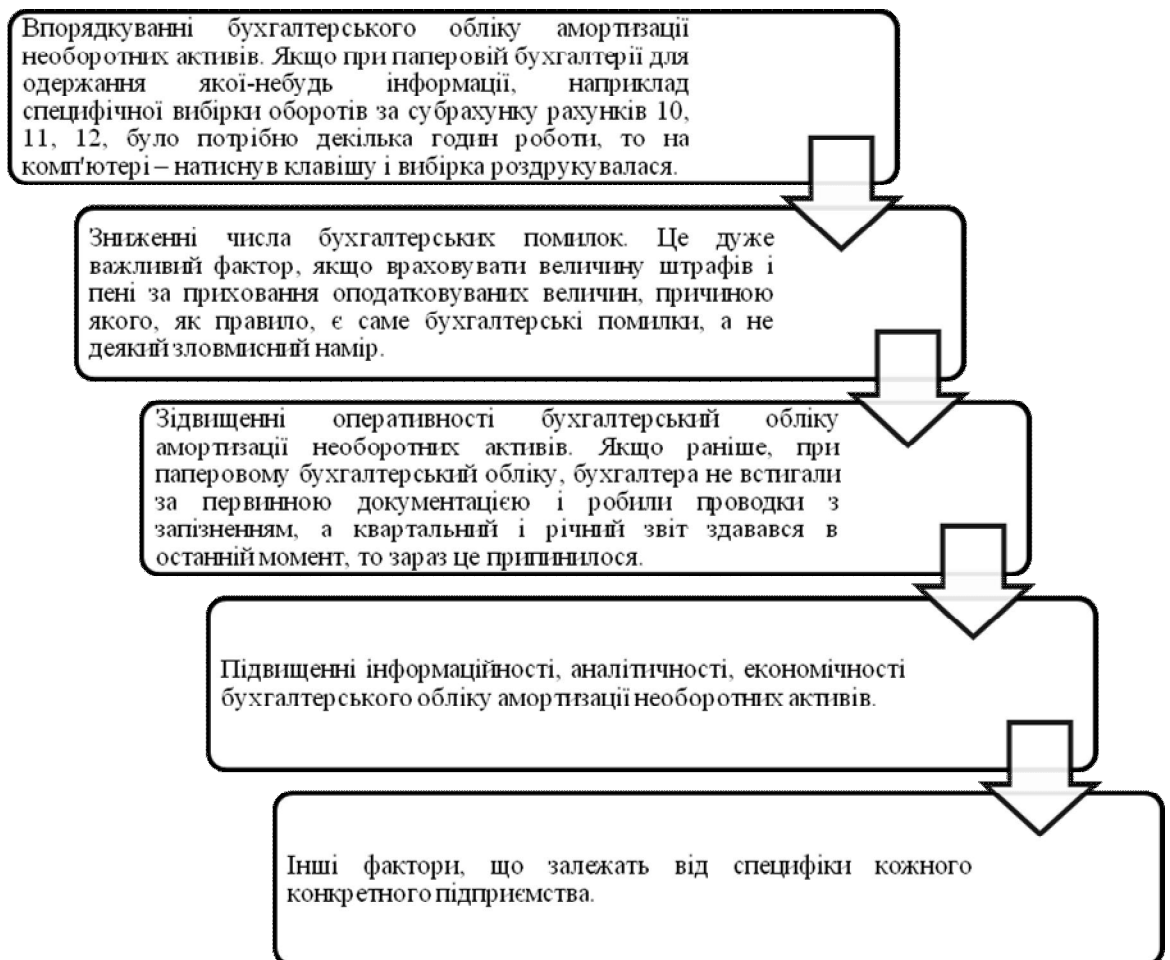 Впорядкуванні бухгалтерського обліку амортизації
необоротних активів. Якщо при паперовій бухгалтерії для
одержання якої-небудь інформації, наприклад
специфічної вибірки оборотів за субрахунку рахунків 10,
11, 12, було потрібно декілька годин роботи, то на
комп'ютері – натиснув клавішу і вибірка роздрукувалася.
Зниженні числа бухгалтерських помилок. Це дуже
важливий фактор, якщо враховувати величину штрафів і
пені за приховання оподатковуваних величин, причиною
якого, як правило, є саме бухгалтерські помилки, а не
деякий зловмисний намір.
Зідвищенні оперативності бухгалтерський обліку
амортизації необоротних активів. Якщо раніше, при
паперовому бухгалтерський обліку, бухгалтера не встигали
за первинною документацією і робили проводки з
запізненням, а квартальний і річний звіт здавався в
останній момент, то зараз це припинилося.
Підвищенні інформаційності, аналітичності, економічності
бухгалтерського обліку амортизації необоротних активів.
Інші фактори, що залежать від специфіки кожного
конкретного підприємства.